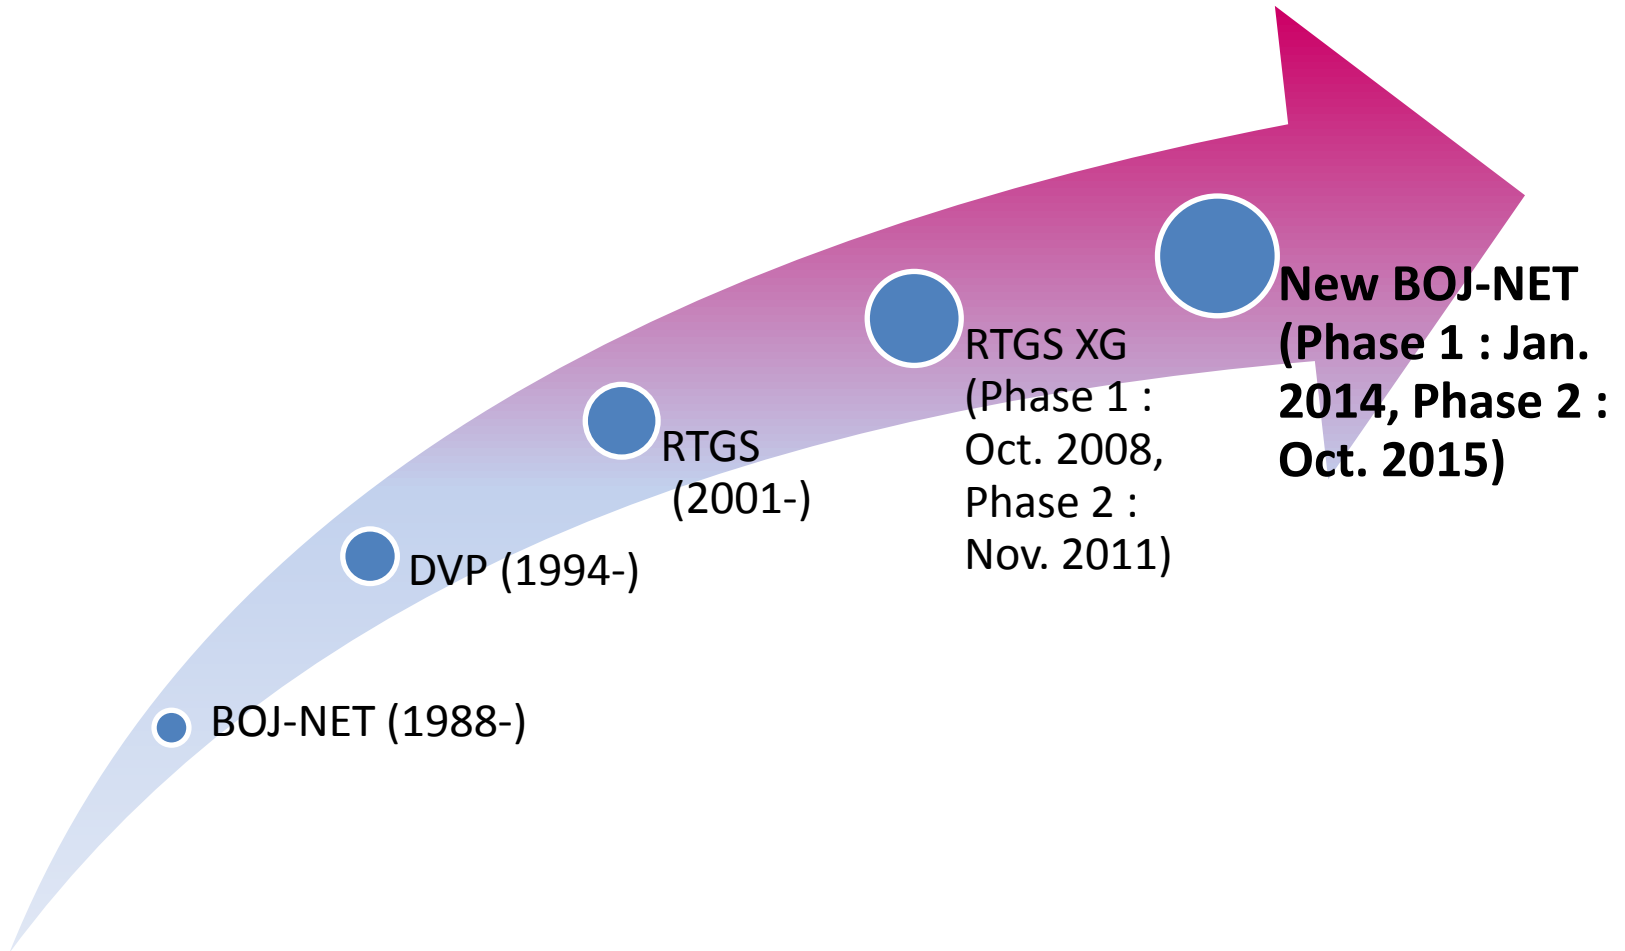 BOJ-NET (1988-)
DVP (1994-)
RTGS
(2001-)
RTGS XG
(Phase 1 :
Oct. 2008,
Phase 2 :
Nov. 2011)
New BOJ-NET
(Phase 1 : Jan.
2014, Phase 2 :
Oct. 2015)